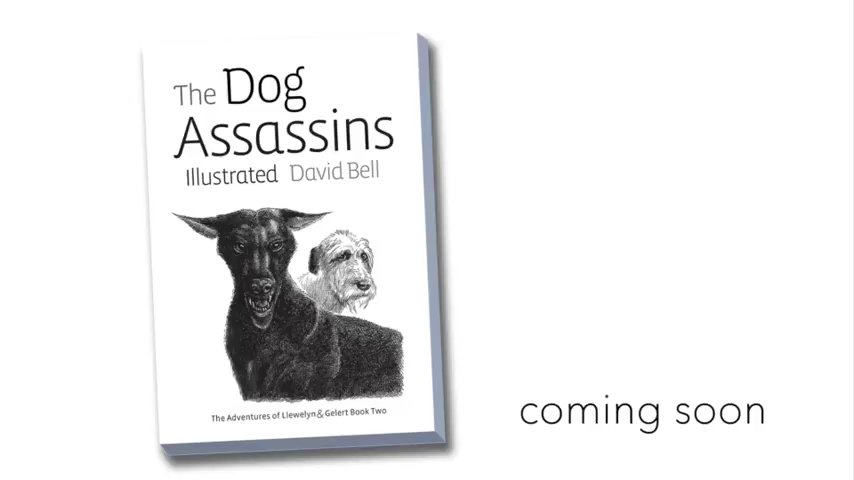 The Dog
Assassins
Illustrated David Bell
The Adventures of Llewelyn & Gelert Book Two
coming soon